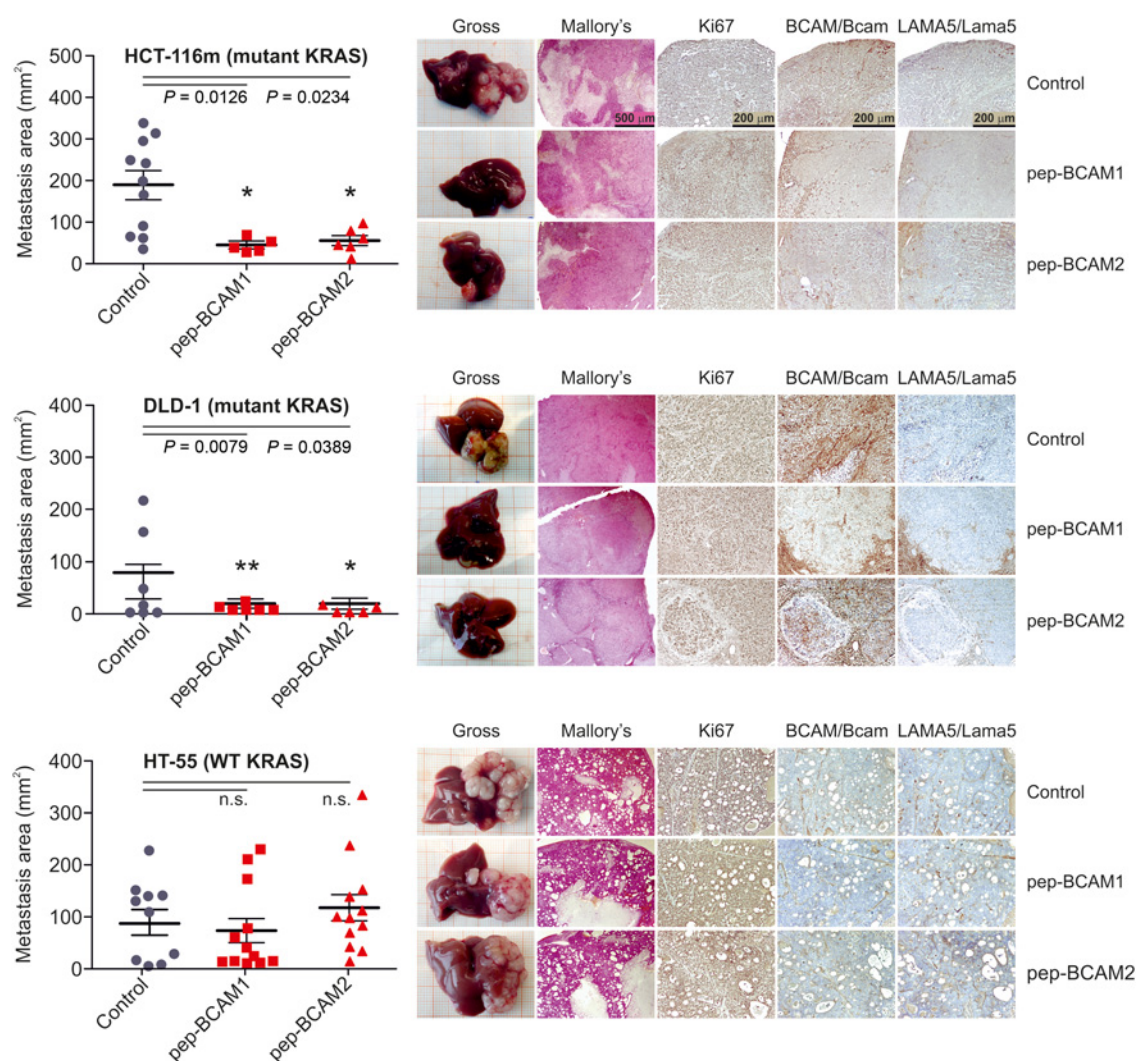 HCT-116m (mutant KRAS)
P = 0.0126 P = 0.0234
Metastasis area (mm²)
500
400
300
200
100
0
* *
Control
pep-BCAM1
pep-BCAM2
Gross Mallory's Ki67 BCAM/Bcam LAMA5/Lama5
500 μm 200 μm 200 μm 200 μm
Control
pep-BCAM1
pep-BCAM2
DLD-1 (mutant KRAS)
P = 0.0079 P = 0.0389
Metastasis area (mm²)
400
300
200
100
0
** *
Control
pep-BCAM1
pep-BCAM2
Gross Mallory's Ki67 BCAM/Bcam LAMA5/Lama5
Control
pep-BCAM1
pep-BCAM2
HT-55 (WT KRAS)
n.s. n.s.
Metastasis area (mm²)
400
300
200
100
0
Control
pep-BCAM1
pep-BCAM2
Gross Mallory's Ki67 BCAM/Bcam LAMA5/Lama5
Control
pep-BCAM1
pep-BCAM2